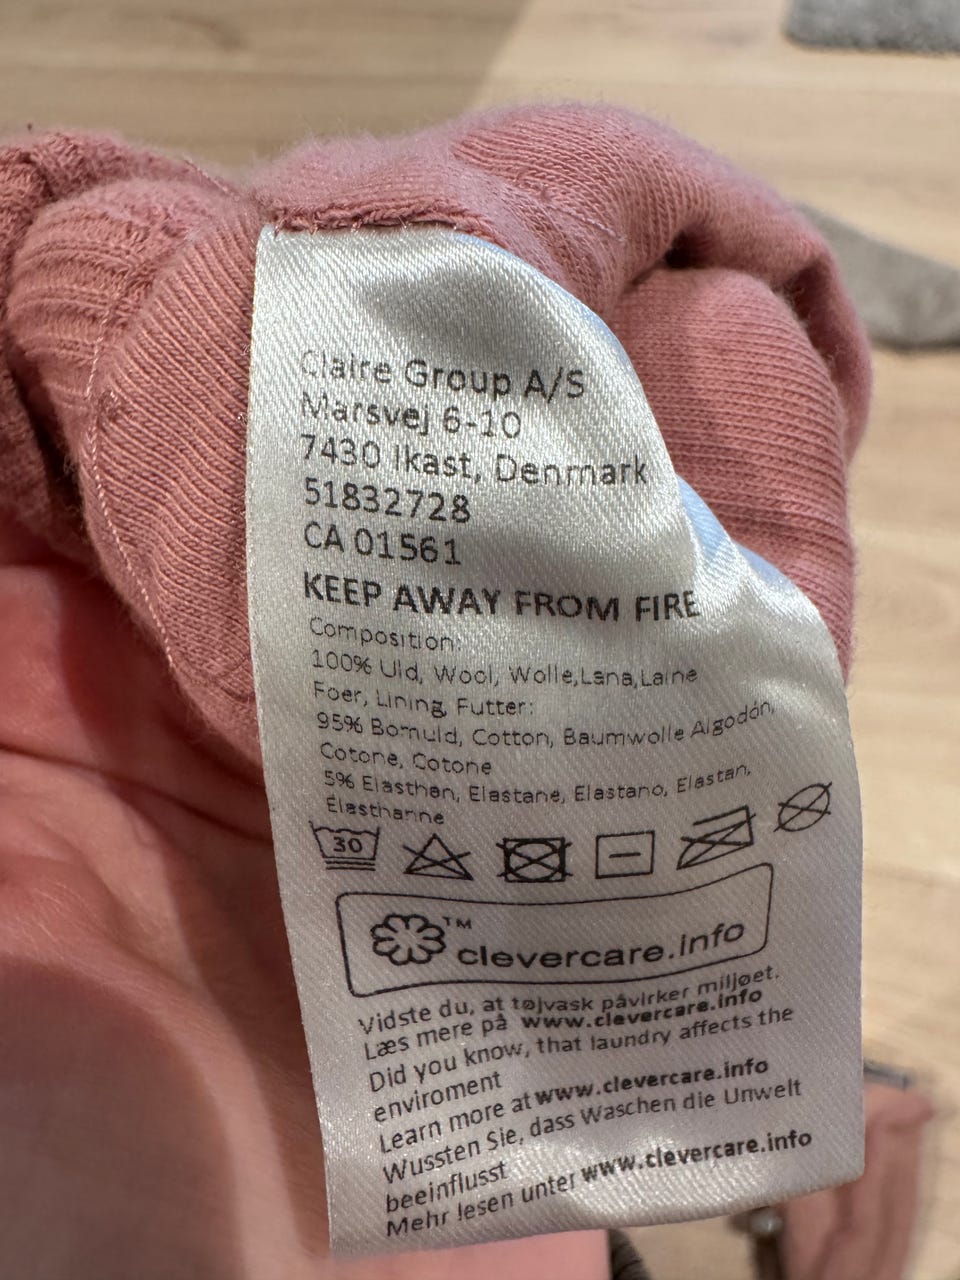 Claire Group A/S
Marsvej 6-10
7430 Ikast, Denmark
51832728
CA 01561
KEEP AWAY FROM FIRE
Composition:
100% Uld, Wool, Wolle,Lana,Laine
Foer, Lining, Futter:
95% Bomuld, Cotton, Baumwolle Algodón,
Cotone, Cotone
5% Elasthan, Elastane, Elastano, Elastan,
Élasthanne
30
™
clevercare.info
Vidste du, at tøjvask påvirker miljøet.
Læs mere på www.clevercare.info
Did you know, that laundry affects the
enviroment
Learn more at www.clevercare.info
Wussten Sie, dass Waschen die Unwelt
beeinflusst
Mehr lesen unter www.clevercare.info